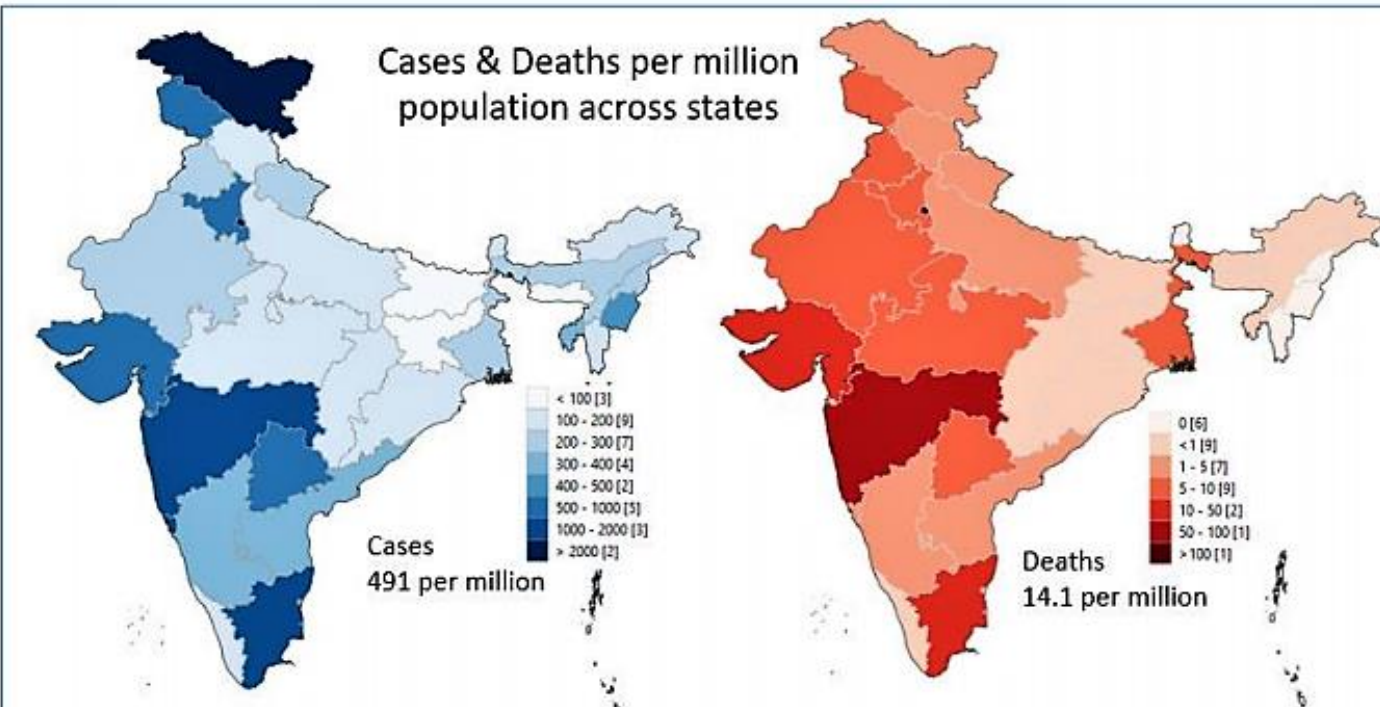 Cases & Deaths per million
population across states
< 100 [3]
100 - 200 [9]
200 - 300 [7]
300 - 400 [4]
400 - 500 [2]
500 - 1000 [5]
1000 - 2000 [3]
> 2000 [2]
Cases
491 per million
0 [6]
<1 [9]
1 - 5 [7]
5 - 10 [9]
10 - 50 [2]
50 - 100 [1]
>100 [1]
Deaths
14.1 per million